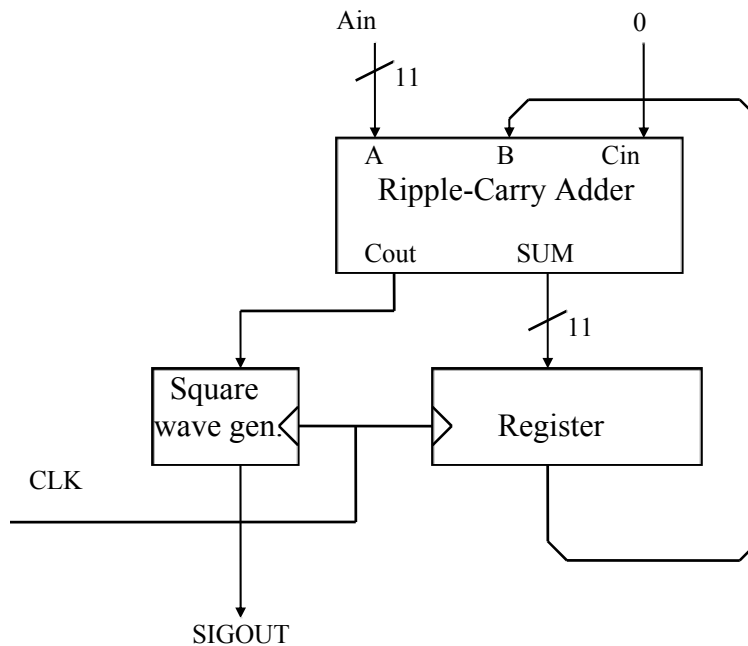 Ain
0
11
A
B
Cin
Ripple-Carry Adder
Cout
SUM
11
Square
wave gen.
Register
CLK
SIGOUT